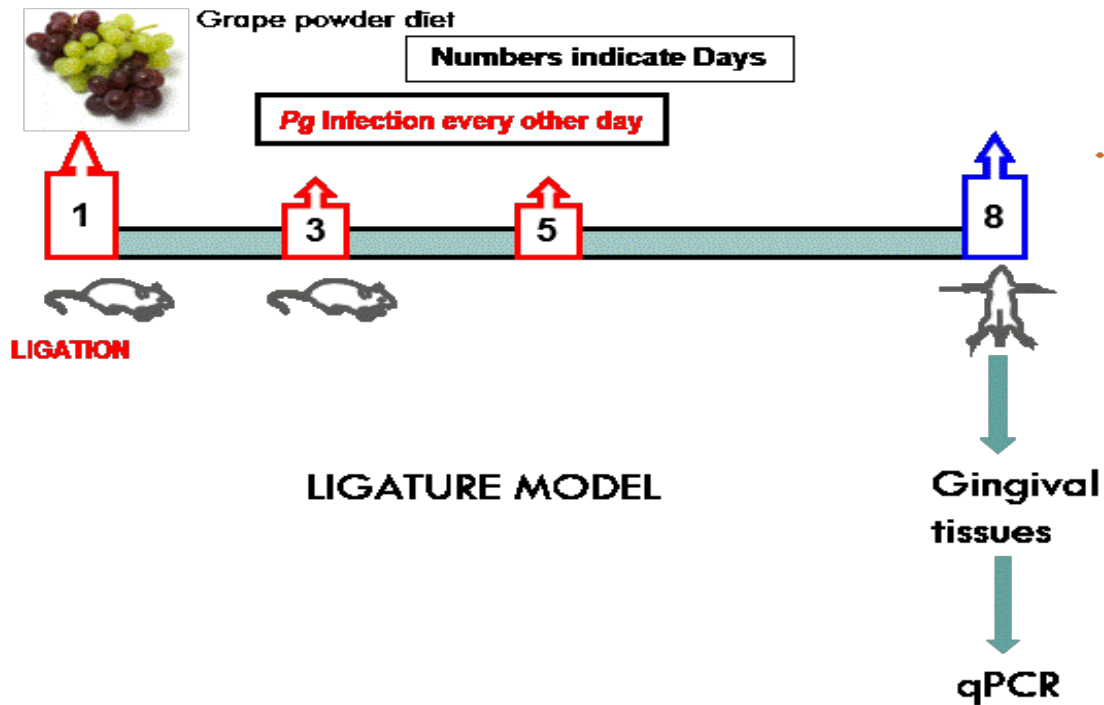 Grape powder diet
Numbers indicate Days
Pg Infection every other day
1
3
5
8
LIGATION
LIGATURE MODEL
Gingival
tissues
qPCR